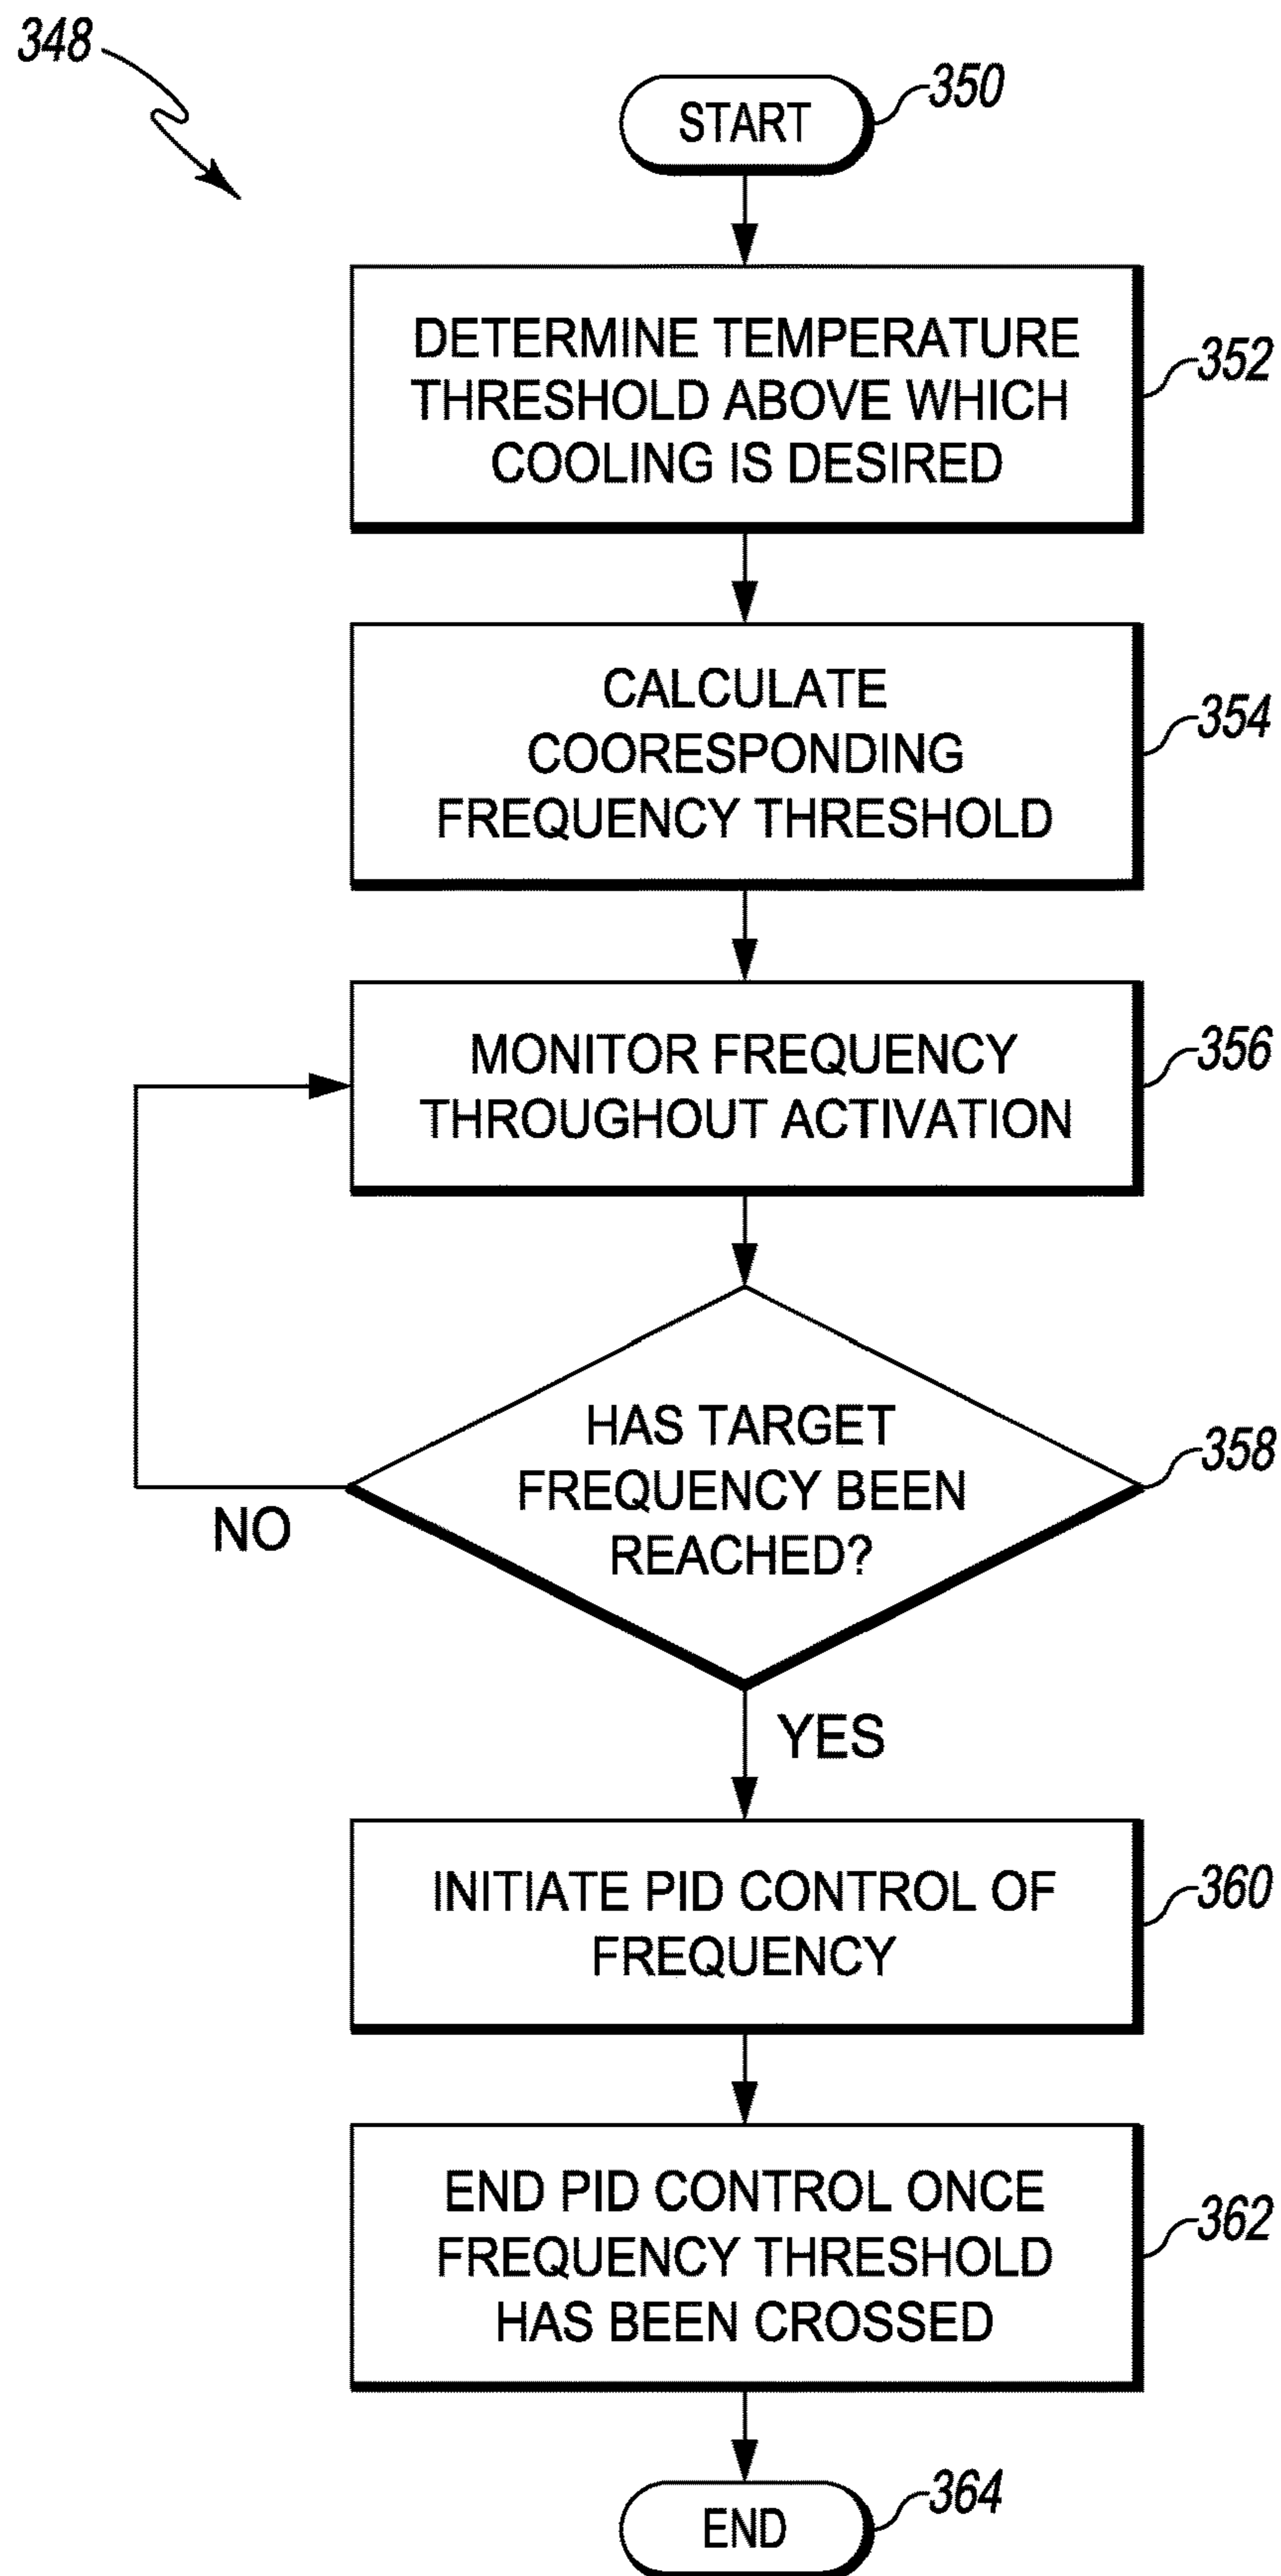 348
START
350
DETERMINE TEMPERATURE
THRESHOLD ABOVE WHICH
COOLING IS DESIRED
352
CALCULATE
COORESPONDING
FREQUENCY THRESHOLD
354
MONITOR FREQUENCY
THROUGHOUT ACTIVATION
356
HAS TARGET
FREQUENCY BEEN
REACHED?
358
NO
YES
INITIATE PID CONTROL OF
FREQUENCY
360
END PID CONTROL ONCE
FREQUENCY THRESHOLD
HAS BEEN CROSSED
362
END
364